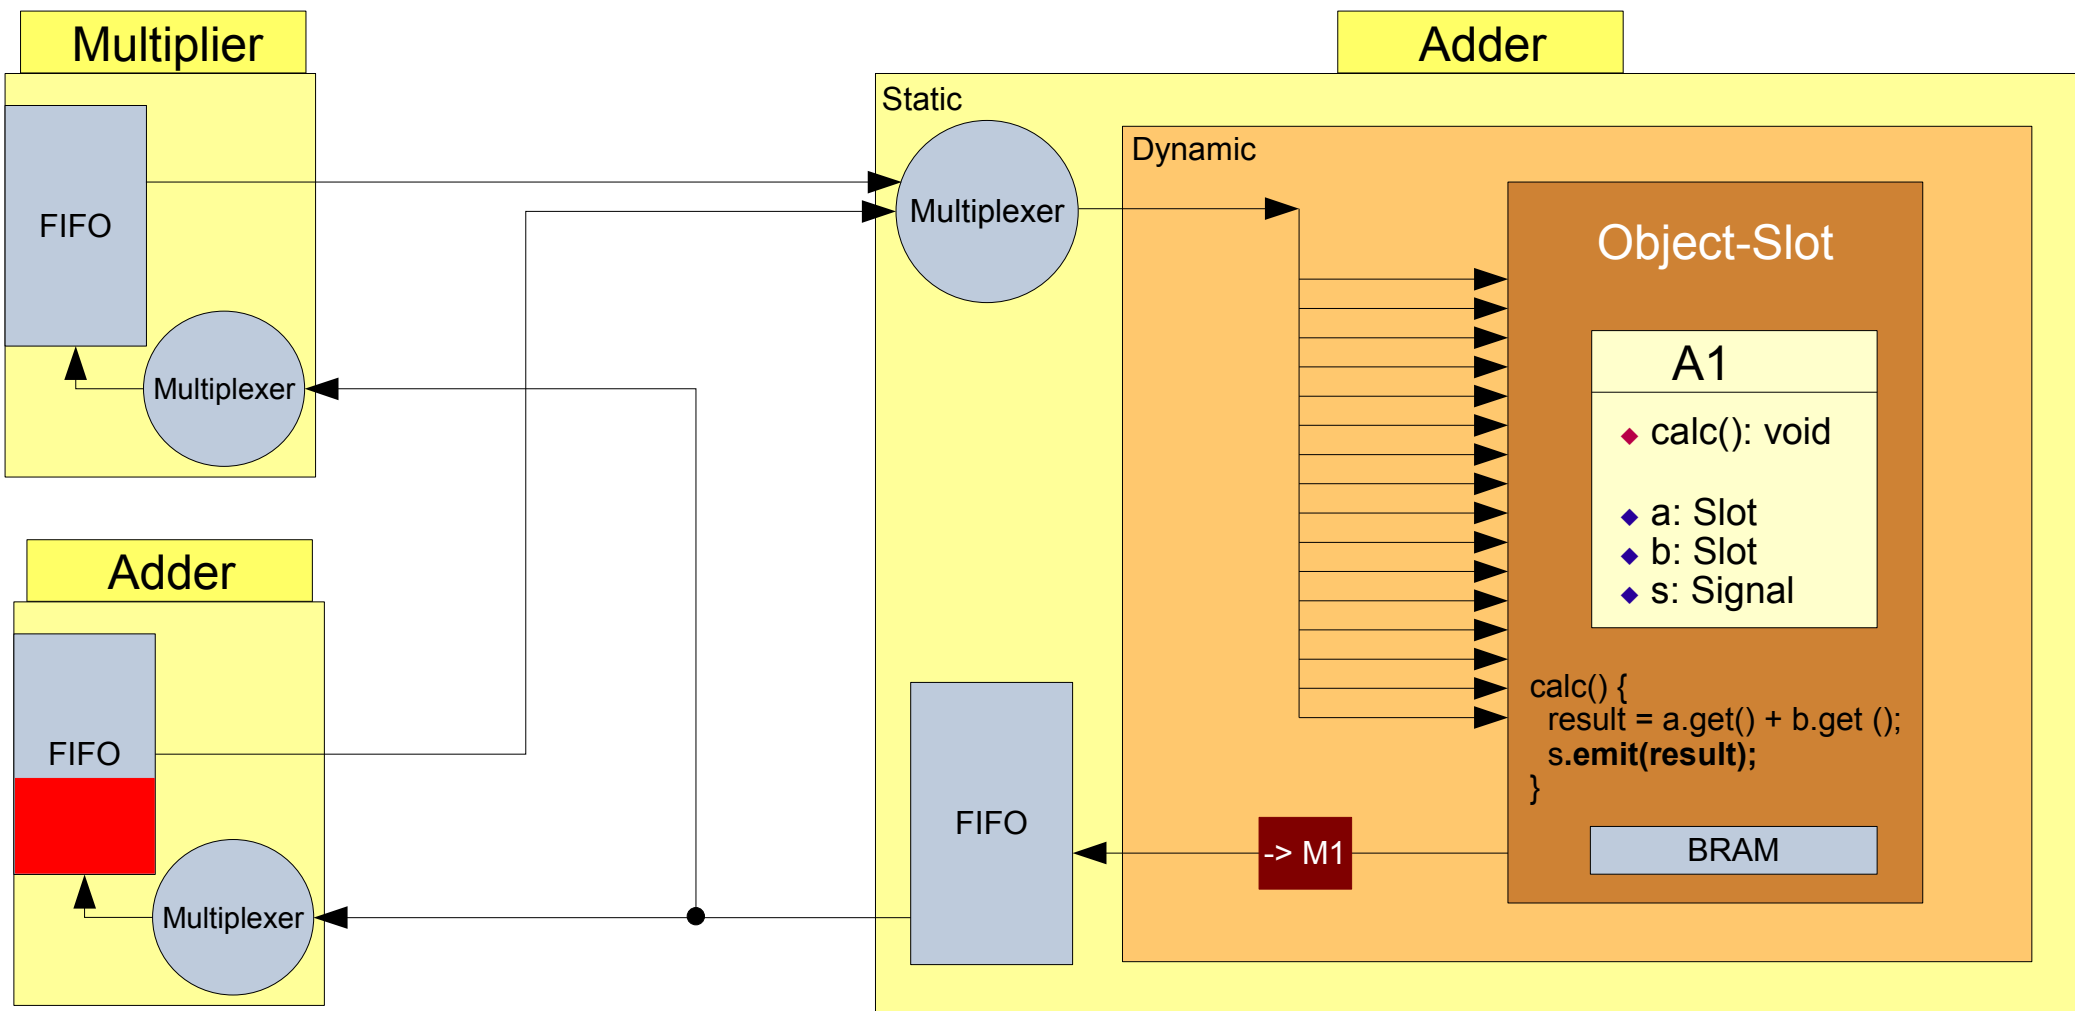 Multiplier
FIFO
Multiplexer
Adder
FIFO
Multiplexer
Adder
Static
Multiplexer
Dynamic
Object-Slot
A1
calc(): void
a: Slot
b: Slot
s: Signal
calc() {
result = a.get() + b.get ();
s.emit(result);
}
BRAM
-> M1
FIFO